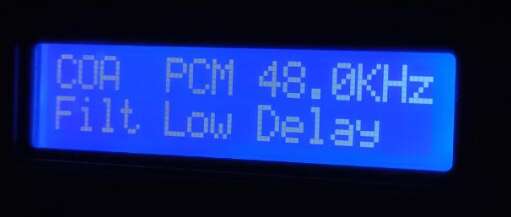 COA PCM 48.0KHz
Filt Low Delay